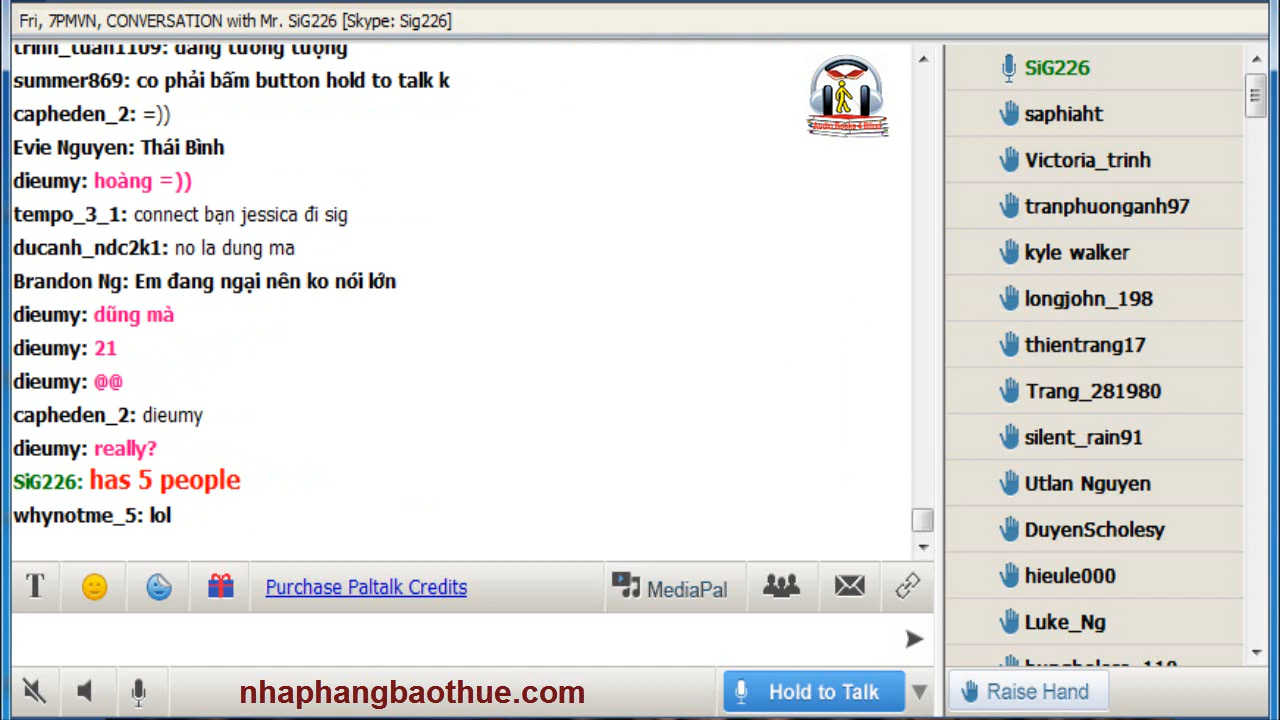 Fri, 7PMVN, CONVERSATION with Mr. SiG226 [Skype: Sig226]
trinh_tuan1109: đang tưởng tượng
summer869: co phải bấm button hold to talk k
capheden_2: =))
Evie Nguyen: Thái Bình
dieumy: hoàng =))
tempo_3_1: connect bạn jessica đi sig
ducanh_ndc2k1: no la dung ma
Brandon Ng: Em đang ngại nên ko nói lớn
dieumy: dũng mà
dieumy: 21
dieumy: @@
capheden_2: dieumy
dieumy: really?
SiG226: has 5 people
whynotme_5: lol
T
Purchase Paltalk Credits
MediaPal
nhaphangbaothue.com
Hold to Talk
SiG226
saphiaht
Victoria_trinh
tranphuonganh97
kyle walker
longjohn_198
thientrang17
Trang_281980
silent_rain91
Utlan Nguyen
DuyenScholesy
hieule000
Luke_Ng
Raise Hand